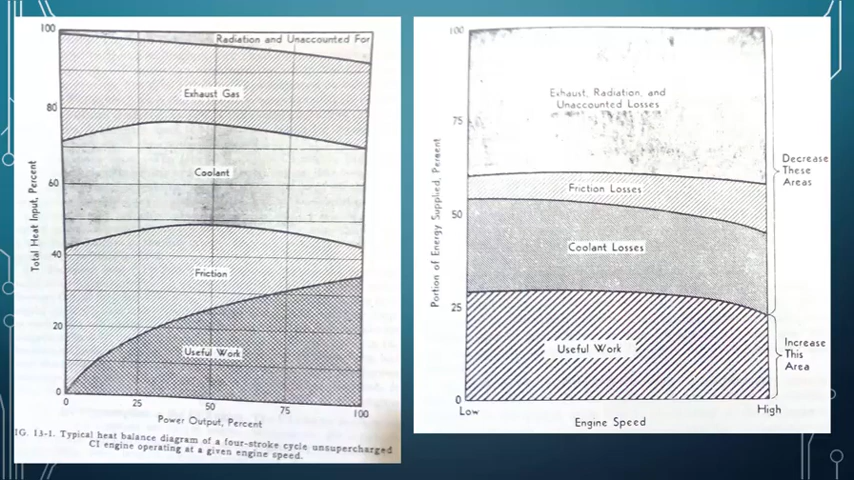 100
80
60
40
20
0
Total Heat Input, Percent
Radiation and Unaccounted For
Exhaust Gas
Coolant
Friction
Useful Work
0 25 50 75 100
Power Output, Percent
IG. 13-1. Typical heat balance diagram of a four-stroke cycle unsupercharged
CI engine operating at a given engine speed.
100
75
50
25
0
Portion of Energy Supplied, Percent
Exhaust, Radiation, and
Unaccounted Losses
Friction Losses
Coolant Losses
Useful Work
Decrease
These
Areas
Increase
This
Area
Low High
Engine Speed